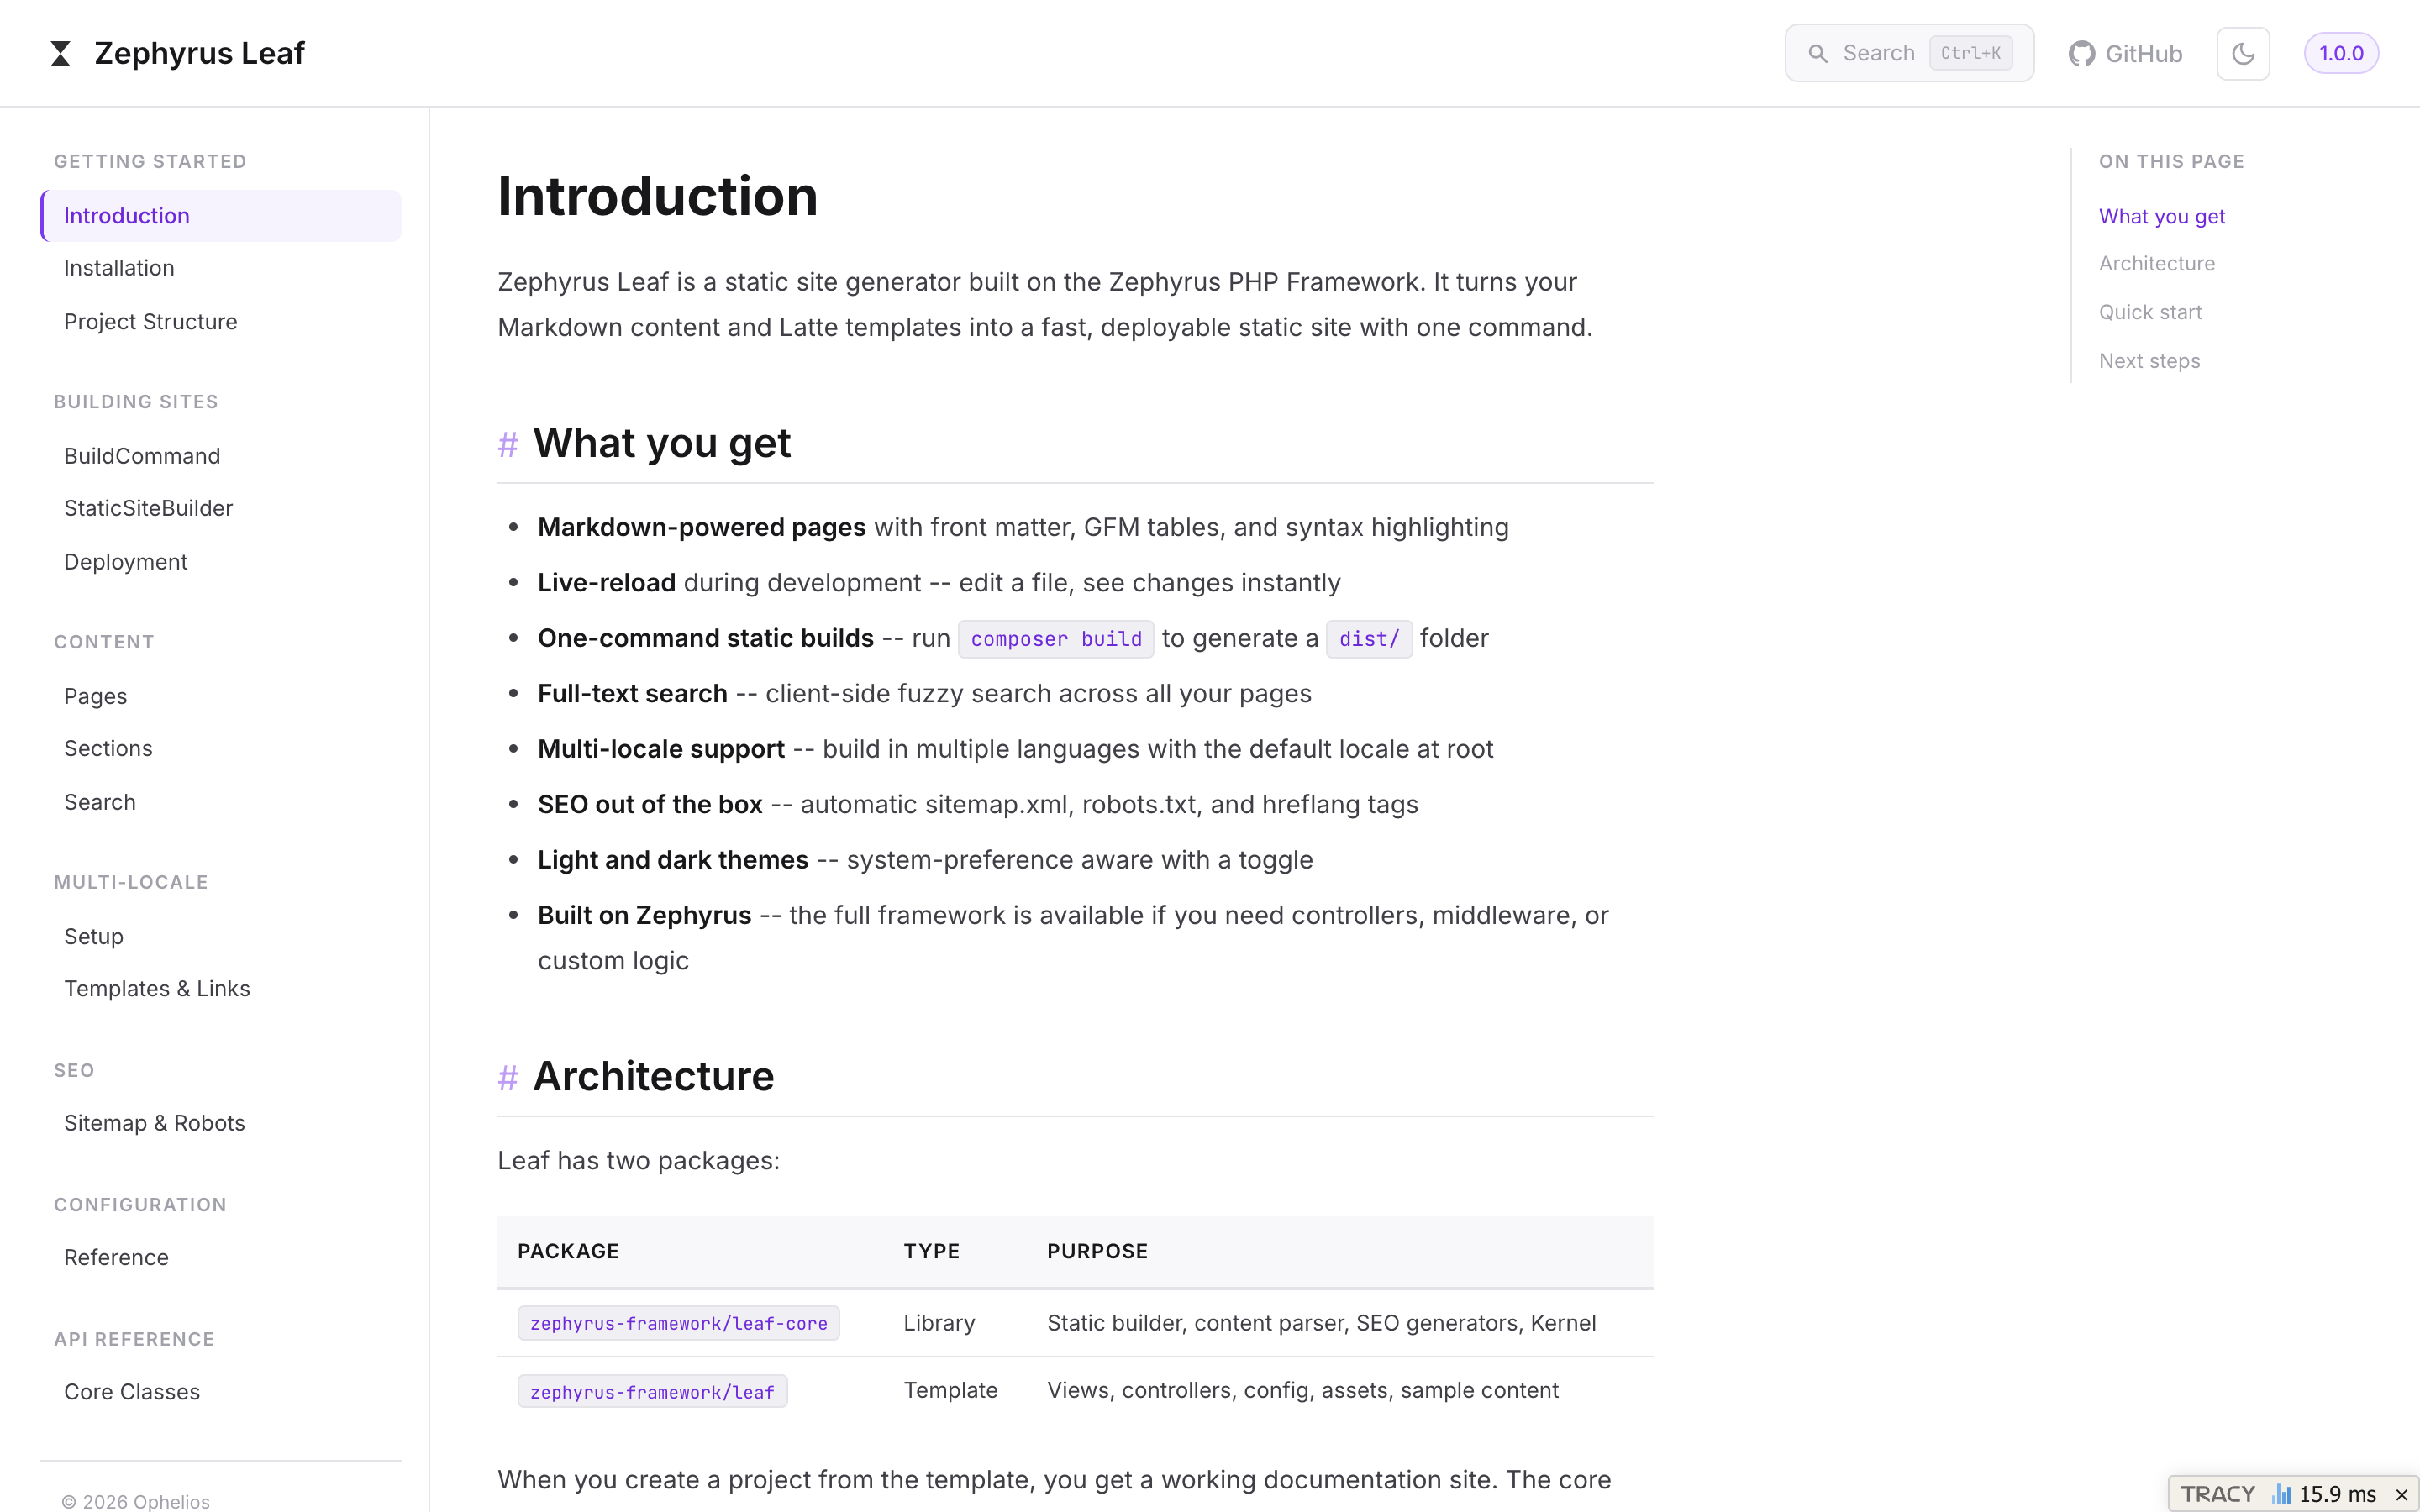 Zephyrus Leaf
Search Ctrl+K
GitHub
1.0.0
GETTING STARTED
Introduction
Installation
Project Structure
BUILDING SITES
BuildCommand
StaticSiteBuilder
Deployment
CONTENT
Pages
Sections
Search
MULTI-LOCALE
Setup
Templates & Links
SEO
Sitemap & Robots
CONFIGURATION
Reference
API REFERENCE
Core Classes
© 2026 Ophelios
Introduction
Zephyrus Leaf is a static site generator built on the Zephyrus PHP Framework. It turns your
Markdown content and Latte templates into a fast, deployable static site with one command.
# What you get
• Markdown-powered pages with front matter, GFM tables, and syntax highlighting
• Live-reload during development -- edit a file, see changes instantly
• One-command static builds -- run composer build to generate a dist/ folder
• Full-text search -- client-side fuzzy search across all your pages
• Multi-locale support -- build in multiple languages with the default locale at root
• SEO out of the box -- automatic sitemap.xml, robots.txt, and hreflang tags
• Light and dark themes -- system-preference aware with a toggle
• Built on Zephyrus -- the full framework is available if you need controllers, middleware, or
custom logic
# Architecture
Leaf has two packages:
PACKAGE TYPE PURPOSE
zephyrus-framework/leaf-core Library Static builder, content parser, SEO generators, Kernel
zephyrus-framework/leaf Template Views, controllers, config, assets, sample content
When you create a project from the template, you get a working documentation site. The core
ON THIS PAGE
What you get
Architecture
Quick start
Next steps
TRACY 15.9 ms ×